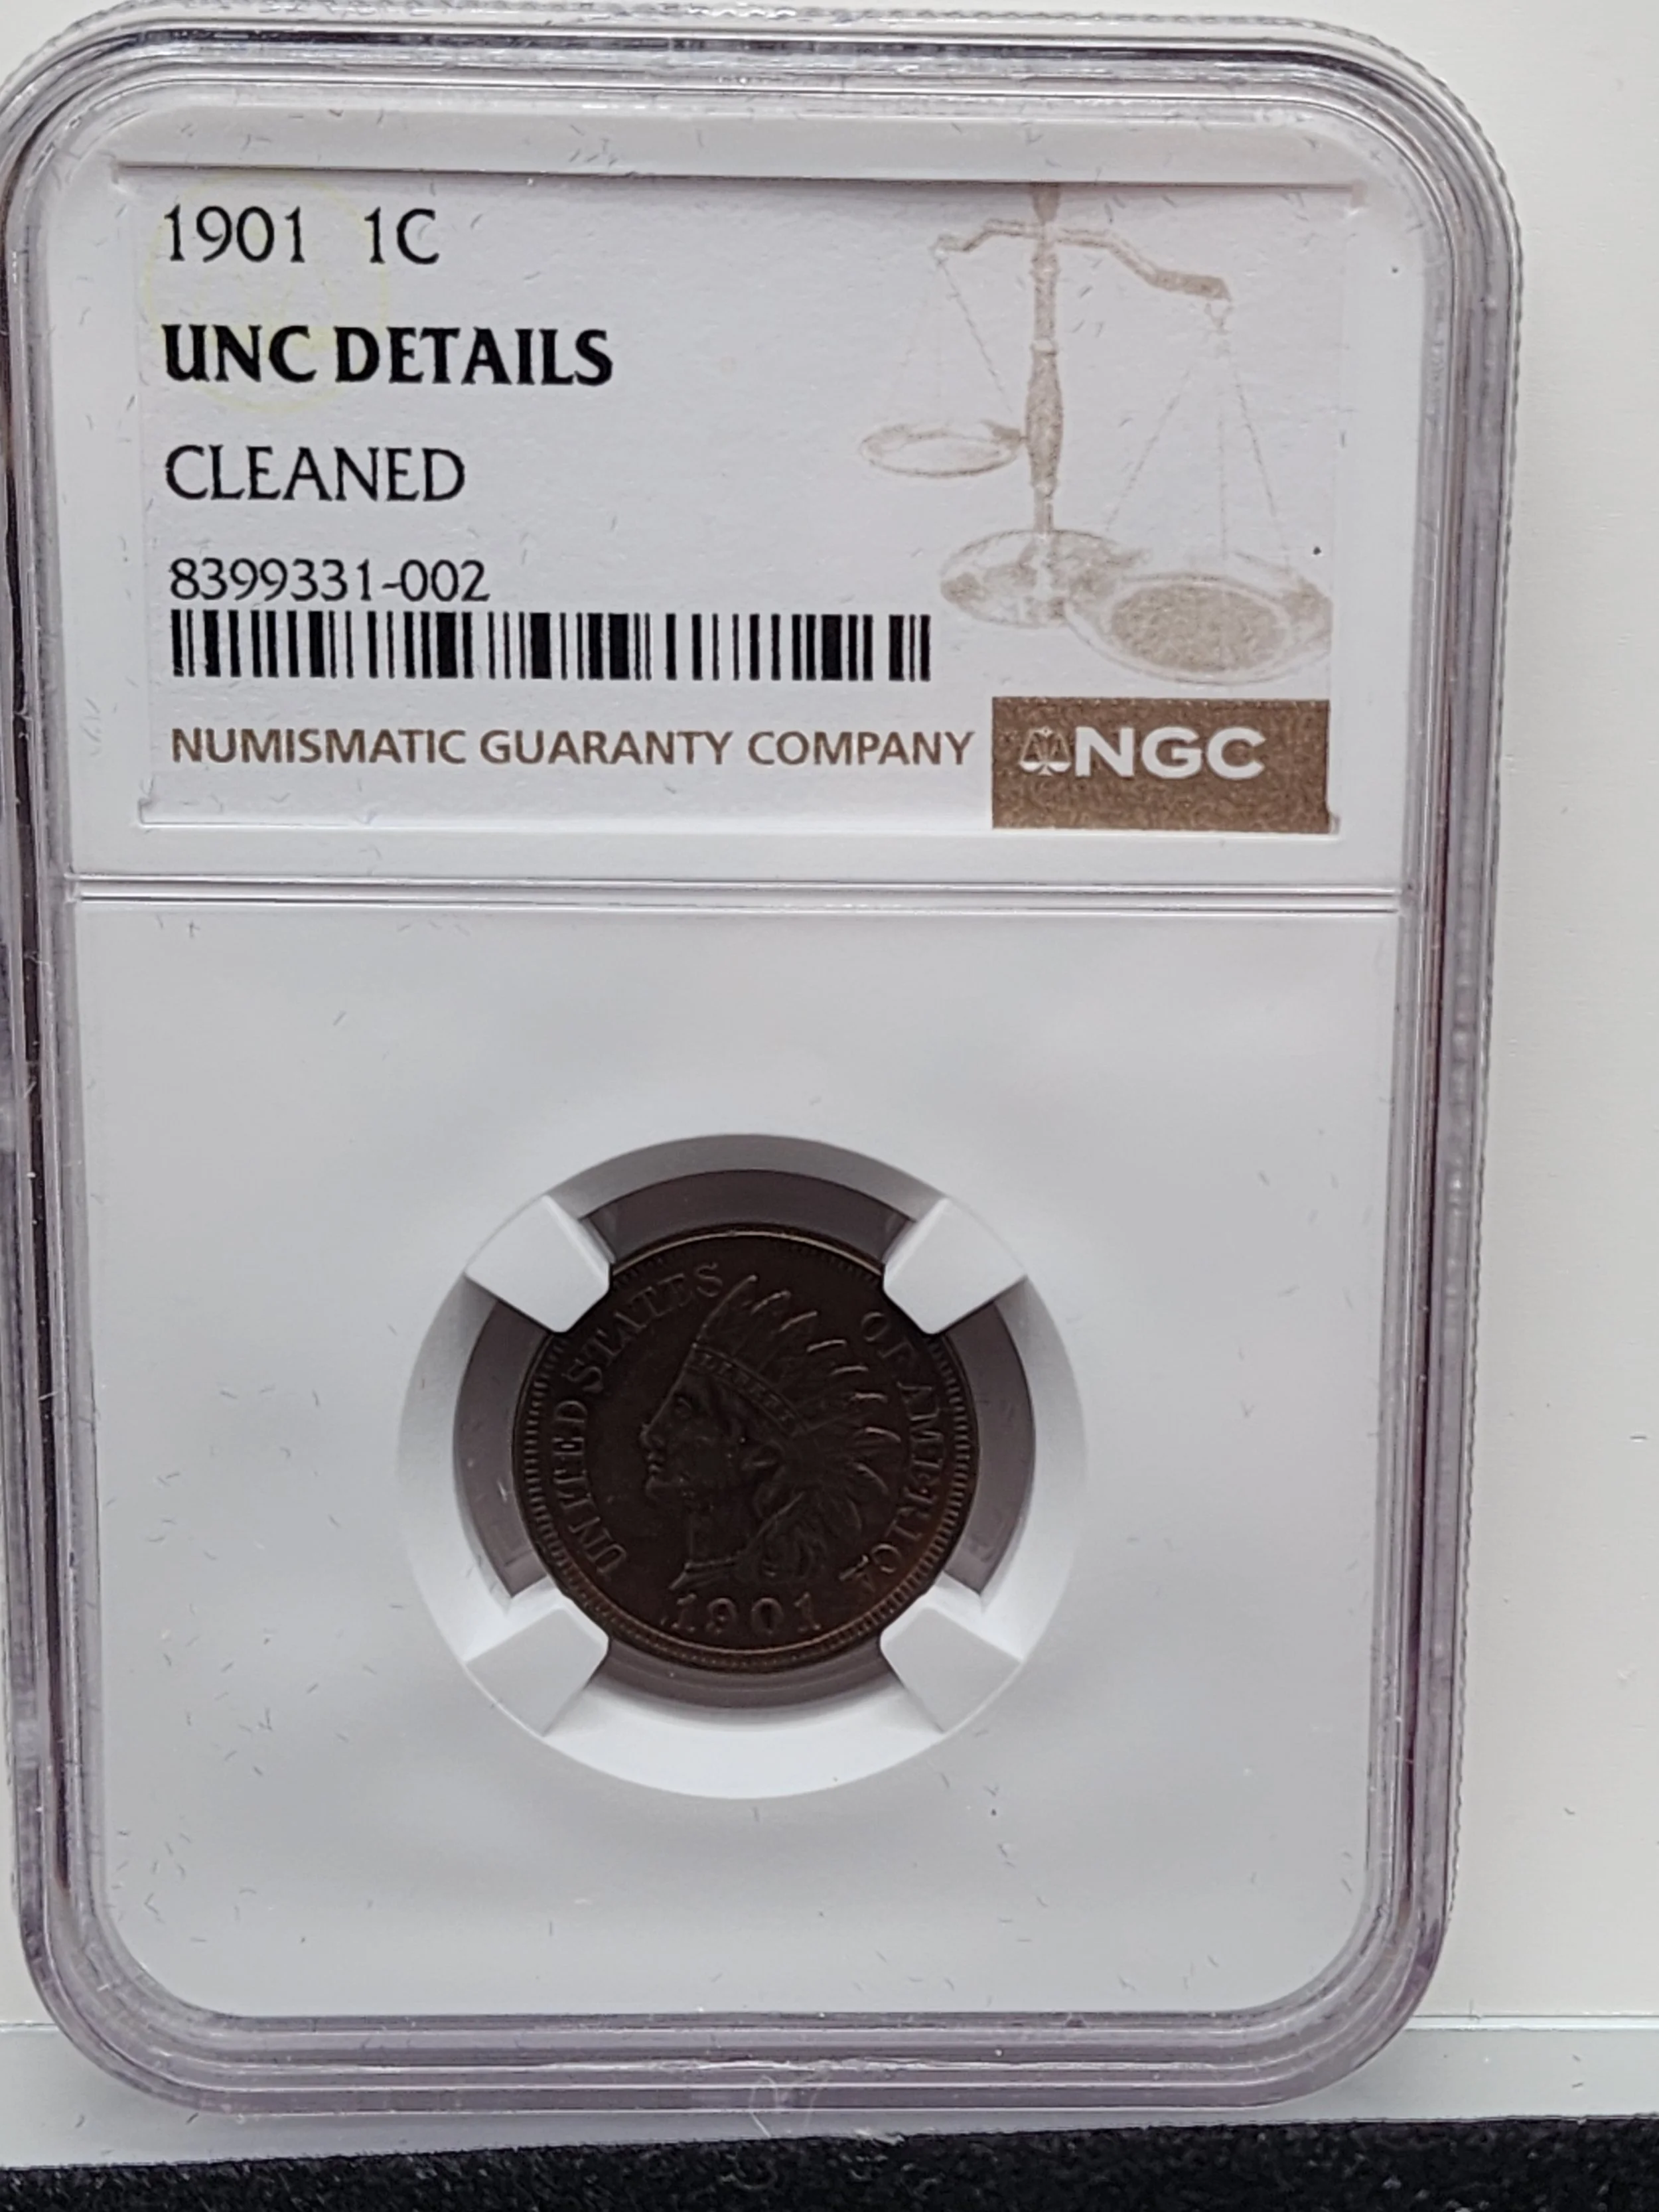 1901 1C
UNC DETAILS
CLEANED
8399331-002
NUMISMATIC GUARANTY COMPANY
NGC
UNITED STATES OF AMERICA
1901